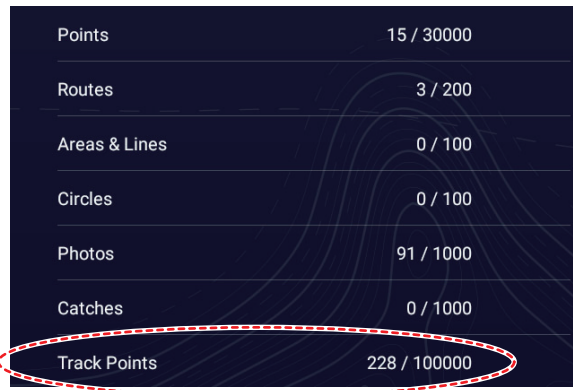 Points 15 / 30000
Routes 3 / 200
Areas & Lines 0 / 100
Circles 0 / 100
Photos 91 / 1000
Catches 0 / 1000
Track Points 228 / 100000